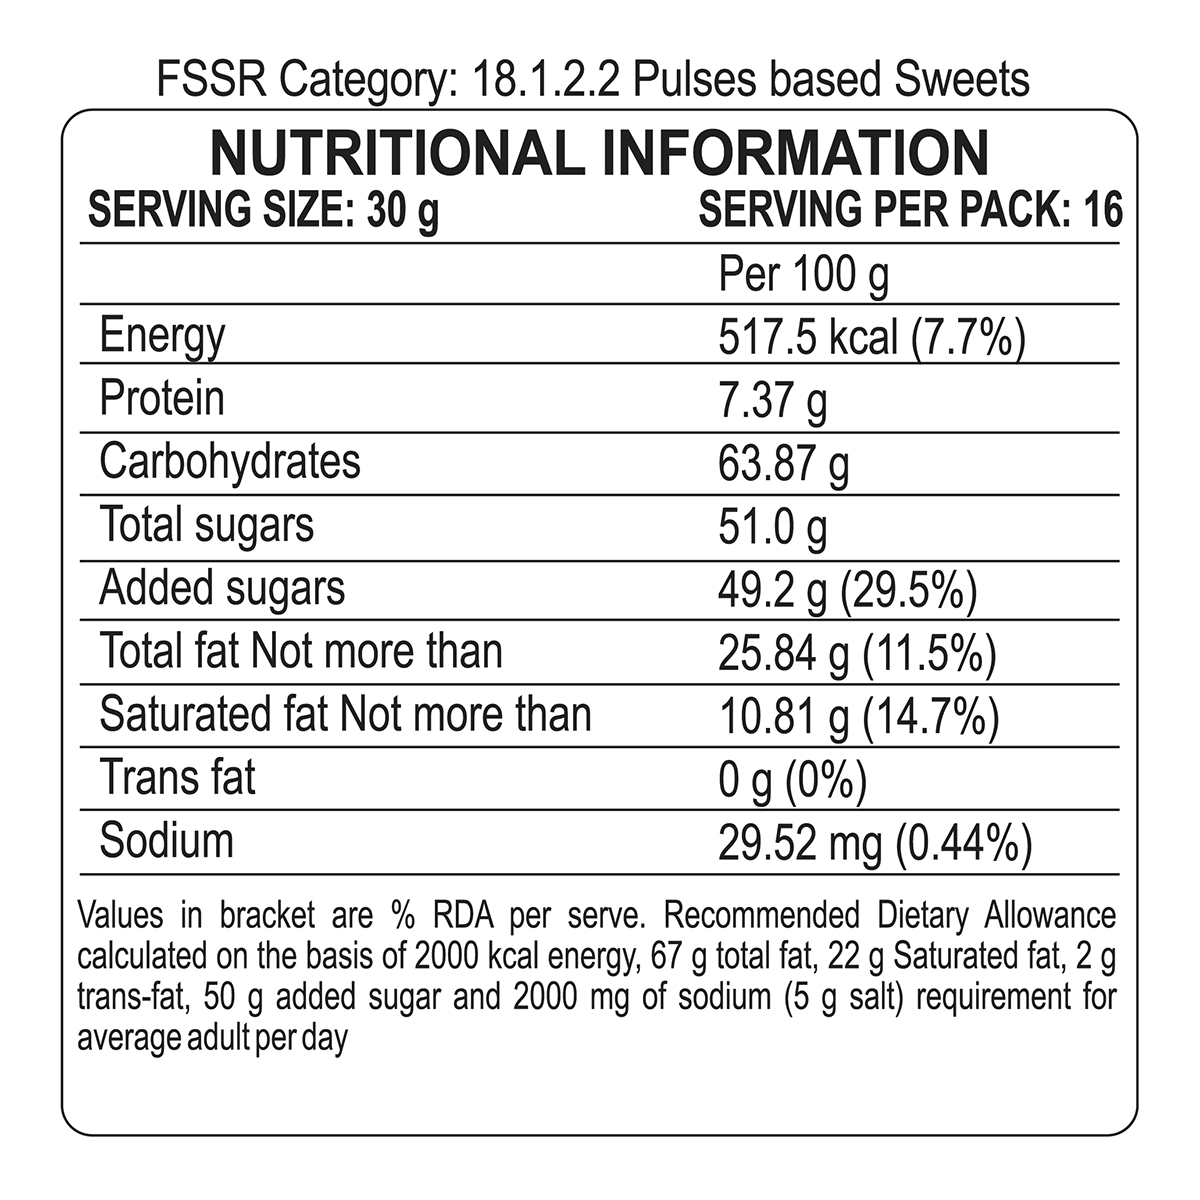 FSSR Category: 18.1.2.2 Pulses based Sweets
NUTRITIONAL INFORMATION
SERVING SIZE: 30 g SERVING PER PACK: 16
Per 100 g
Energy 517.5 kcal (7.7%)
Protein 7.37 g
Carbohydrates 63.87 g
Total sugars 51.0 g
Added sugars 49.2 g (29.5%)
Total fat Not more than 25.84 g (11.5%)
Saturated fat Not more than 10.81 g (14.7%)
Trans fat 0 g (0%)
Sodium 29.52 mg (0.44%)
Values in bracket are % RDA per serve. Recommended Dietary Allowance
calculated on the basis of 2000 kcal energy, 67 g total fat, 22 g Saturated fat, 2 g
trans-fat, 50 g added sugar and 2000 mg of sodium (5 g salt) requirement for
average adult per day